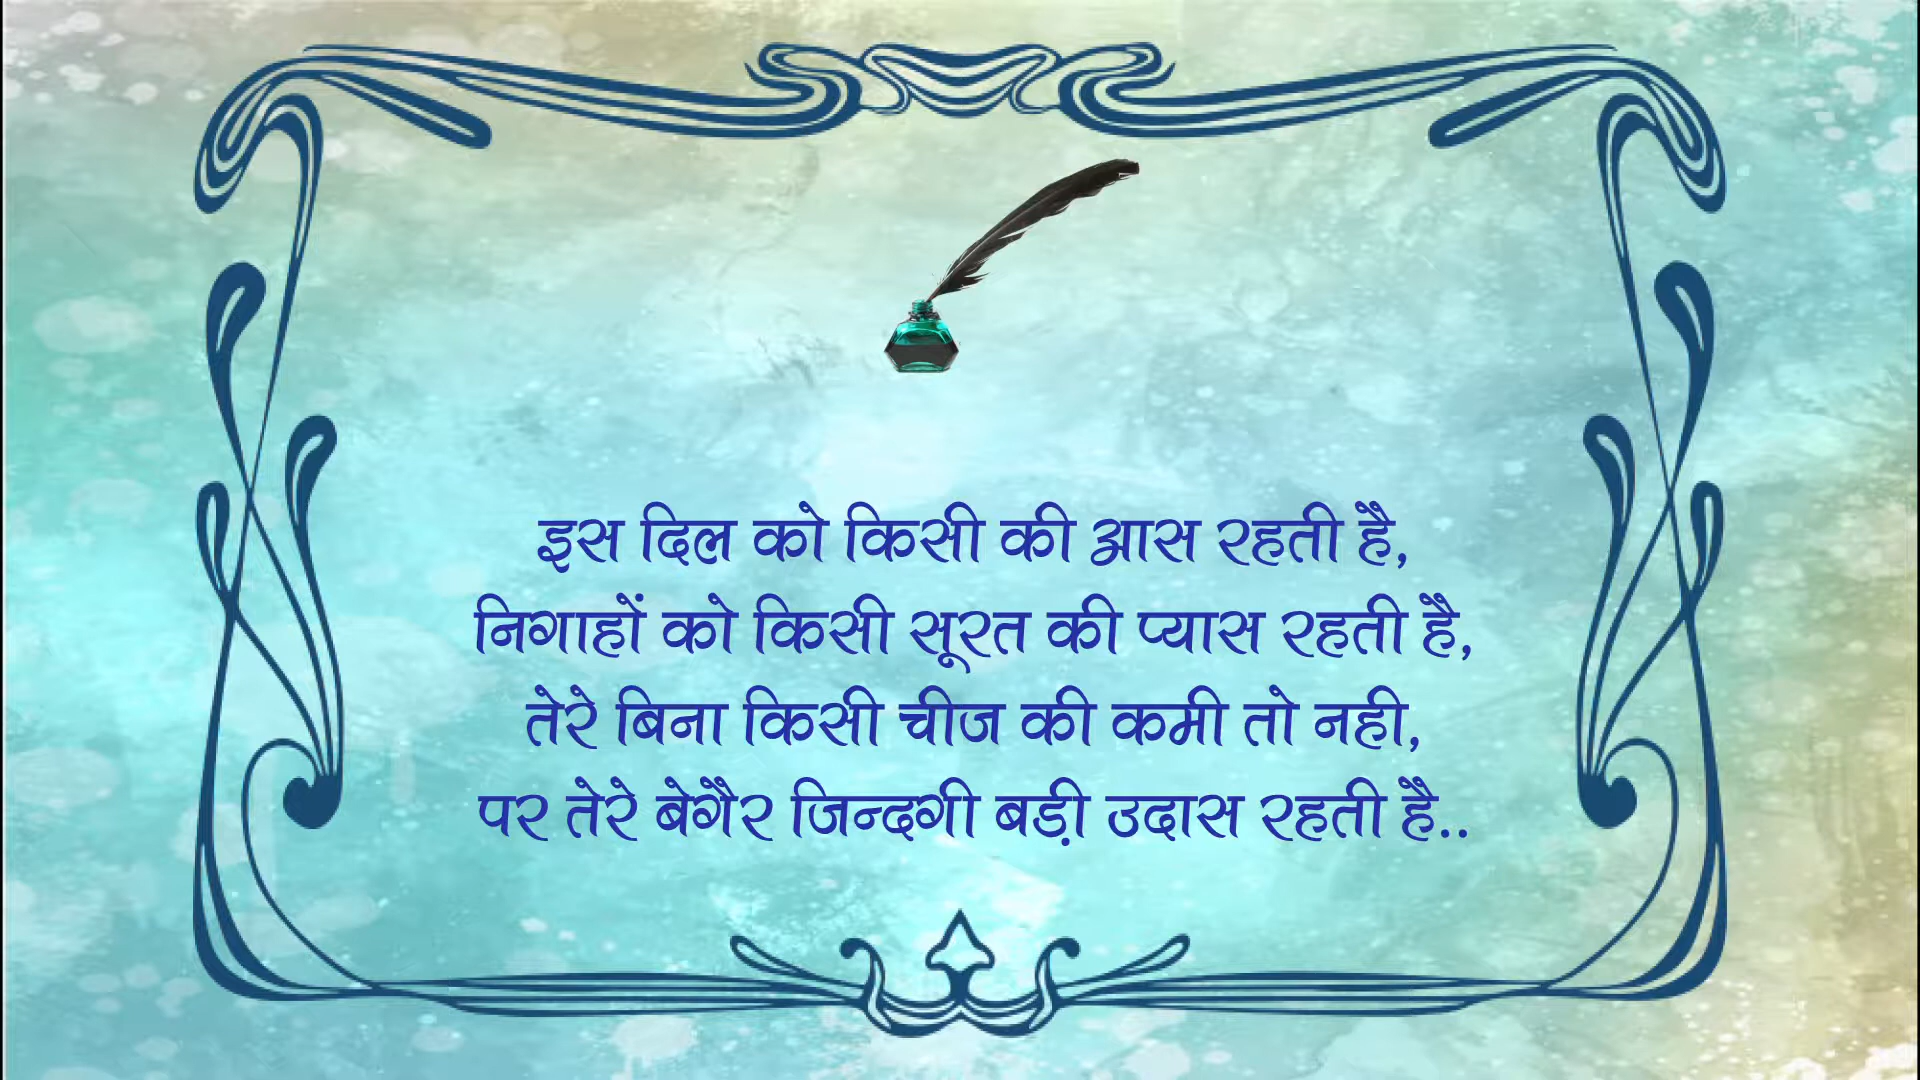 इस दिल को किसी की आस रहती है,
निगाहों को किसी सूरत की प्यास रहती है,
तेरे बिना किसी चीज की कमी तो नही,
पर तेरे बेगैर जिन्दगी बड़ी उदास रहती है..